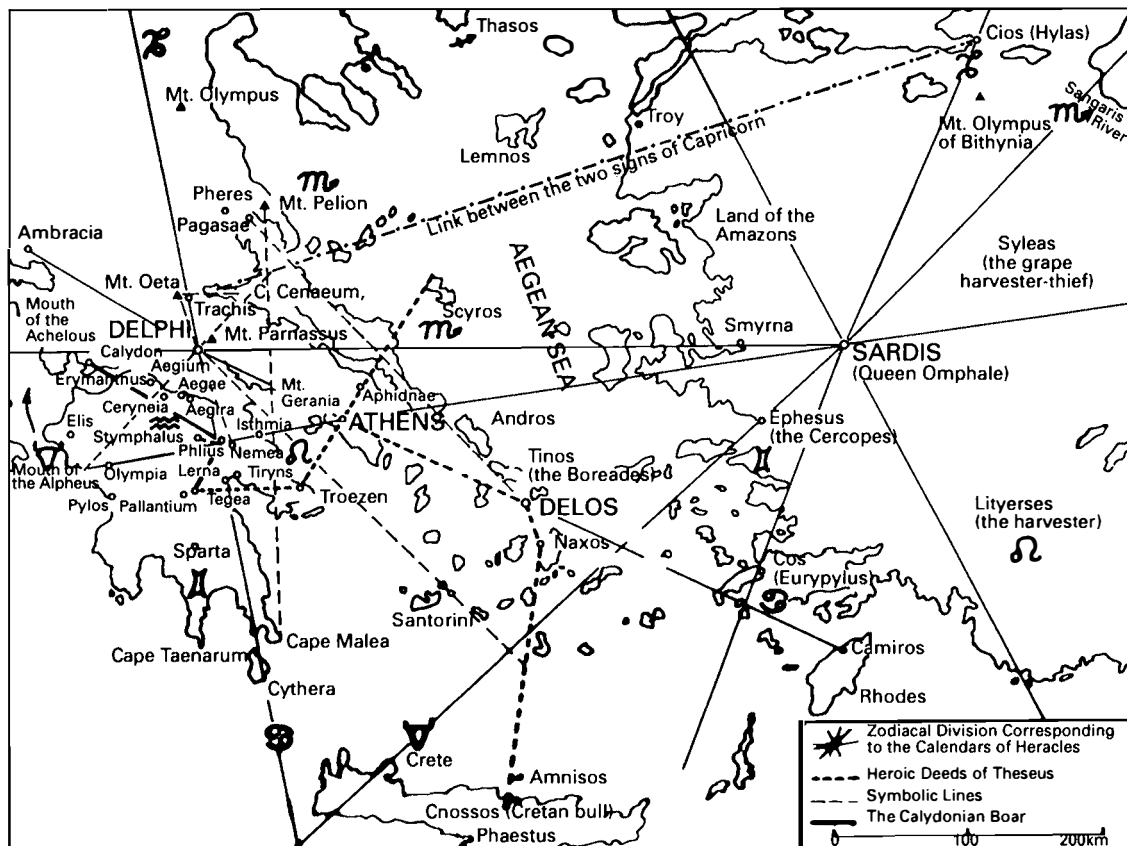 Thasos
Cios (Hylas)
Mt. Olympus
Sangaris
River
Troy
Mt. Olympus
of Bithynia
Lemnos
Link between the two signs of Capricorn
Pheres
Mt. Pelion
Pagasae
Land of the
Amazons
Ambracia
AEGEAN SEA
Syleas
(the grape
harvester-thief)
Mt. Oeta
C. Cenaeum,
Trachis
Scyros
Mouth
of the
Achelous
DELPHI
Mt. Parnassus
Smyrna
SARDIS
(Queen Omphale)
Calydon
Aegium
Erymanthus
Aegae
Mt.
Gerania
Aphidnae
Ceryneia
Aegira
Elis
Isthmia
ATHENS
Andros
Ephesus
(the Cercopes)
Stymphalus
Phlius
Nemea
Mouth of
the Alpheus
Olympia
Lerna
Tiryns
Tinos
(the Boreades)
Pylos
Pallantium
Tegea
Troezen
DELOS
Lityerses
(the harvester)
Naxos
Sparta
Cos
(Eurypylus)
Santorini
Cape Malea
Cape Taenarum
Camiros
Cythera
Rhodes
Crete
Amnisos
Cnossos (Cretan bull)
Phaestus
Zodiacal Division Corresponding
to the Calendars of Heracles
Heroic Deeds of Theseus
Symbolic Lines
The Calydonian Boar
0 100 200km